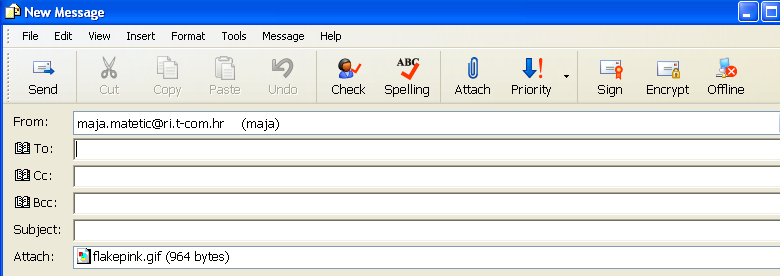 New Message
File Edit View Insert Format Tools Message Help
ABC
Send Cut Copy Paste Undo Check Spelling Attach Priority Sign Encrypt Offline
From: maja.matetic@ri.t-com.hr (maja)
To:
Cc:
Bcc:
Subject:
Attach: flakepink.gif (964 bytes)